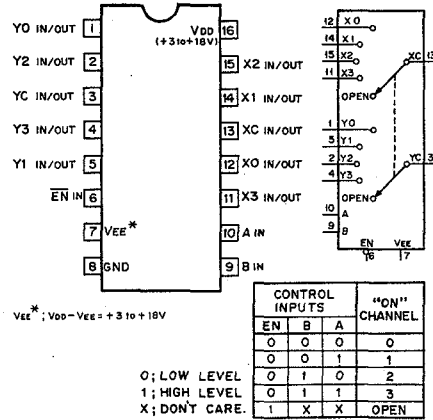 Y0 IN/OUT 1
Y2 IN/OUT 2
YC IN/OUT 3
Y3 IN/OUT 4
Y1 IN/OUT 5
EN IN 6
7 VEE*
8 GND
VDD 16
(+3 to +18V)
15 X2 IN/OUT
14 X1 IN/OUT
13 XC IN/OUT
12 X0 IN/OUT
11 X3 IN/OUT
10 A IN
9 B IN
12 X0
14 X1
15 X2
11 X3
OPEN
XC 13
1 Y0
5 Y1
2 Y2
4 Y3
OPEN
YC 3
10 A
9 B
EN VEE
6 7
VEE*; VDD-VEE=+3 to +18V
0; LOW LEVEL
1; HIGH LEVEL
X; DON'T CARE.
CONTROL INPUTS "ON" CHANNEL
EN B A
0 0 0 0
0 0 1 1
0 1 0 2
0 1 1 3
1 X X OPEN